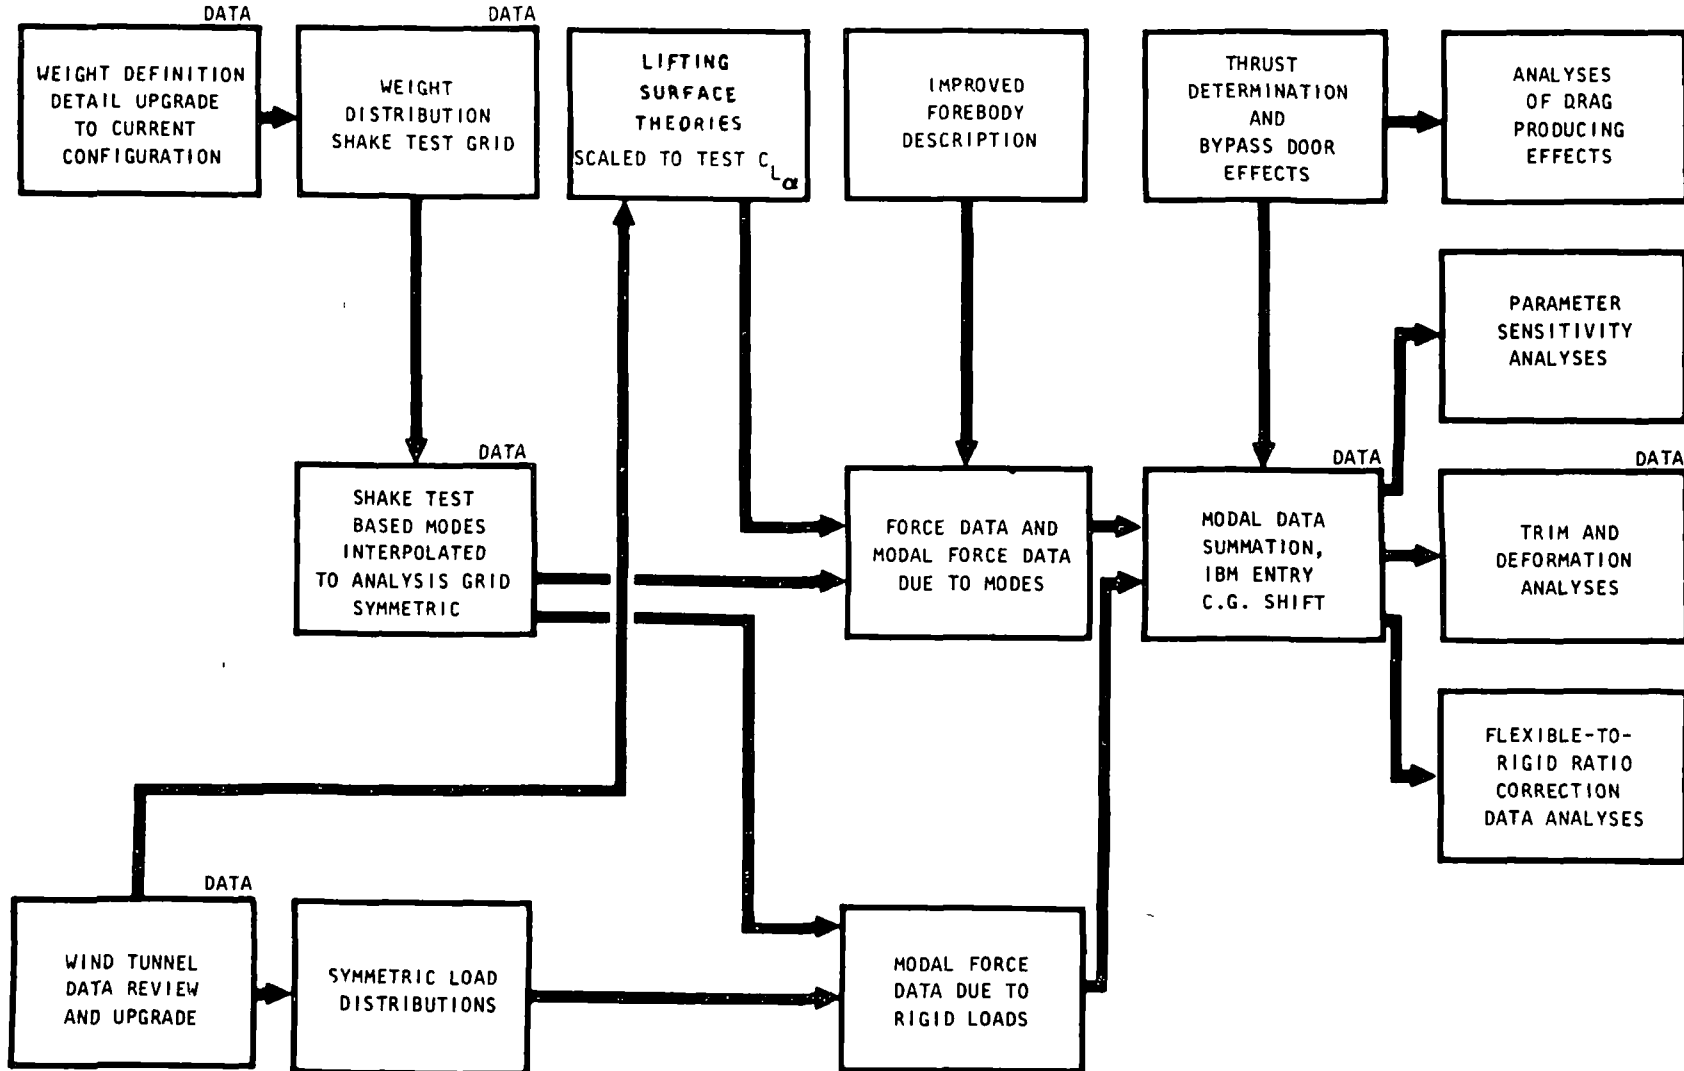 DATA
WEIGHT DEFINITION
DETAIL UPGRADE
TO CURRENT
CONFIGURATION
DATA
WEIGHT
DISTRIBUTION
SHAKE TEST GRID
LIFTING
SURFACE
THEORIES
SCALED TO TEST C_Lα
IMPROVED
FOREBODY
DESCRIPTION
THRUST
DETERMINATION
AND
BYPASS DOOR
EFFECTS
ANALYSES
OF DRAG
PRODUCING
EFFECTS
PARAMETER
SENSITIVITY
ANALYSES
DATA
SHAKE TEST
BASED MODES
INTERPOLATED
TO ANALYSIS GRID
SYMMETRIC
FORCE DATA AND
MODAL FORCE DATA
DUE TO MODES
DATA
MODAL DATA
SUMMATION,
IBM ENTRY
C.G. SHIFT
DATA
TRIM AND
DEFORMATION
ANALYSES
FLEXIBLE-TO-
RIGID RATIO
CORRECTION
DATA ANALYSES
DATA
WIND TUNNEL
DATA REVIEW
AND UPGRADE
SYMMETRIC LOAD
DISTRIBUTIONS
MODAL FORCE
DATA DUE TO
RIGID LOADS